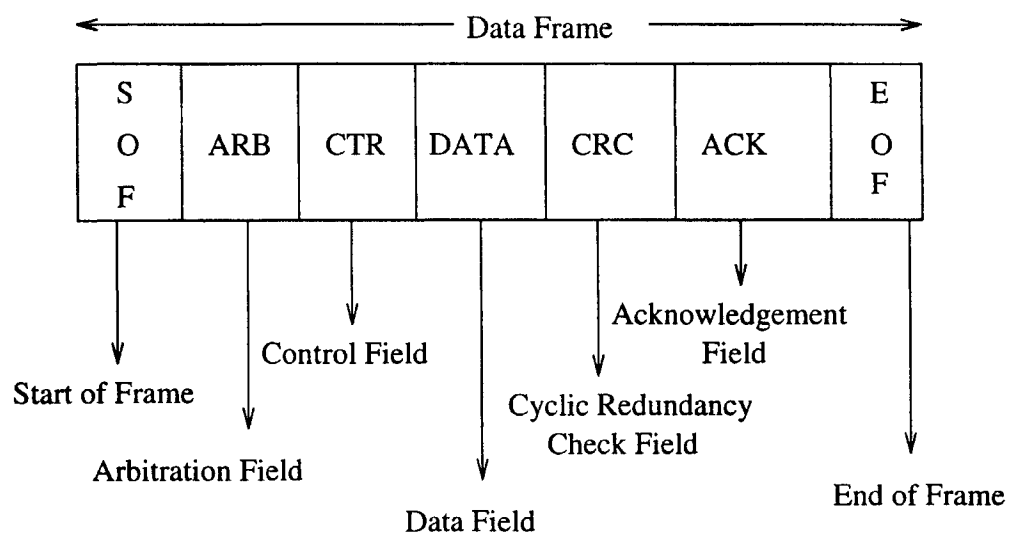 Data Frame
S
O
F
ARB
CTR
DATA
CRC
ACK
E
O
F
Acknowledgement
Field
Control Field
Start of Frame
Cyclic Redundancy
Check Field
Arbitration Field
End of Frame
Data Field